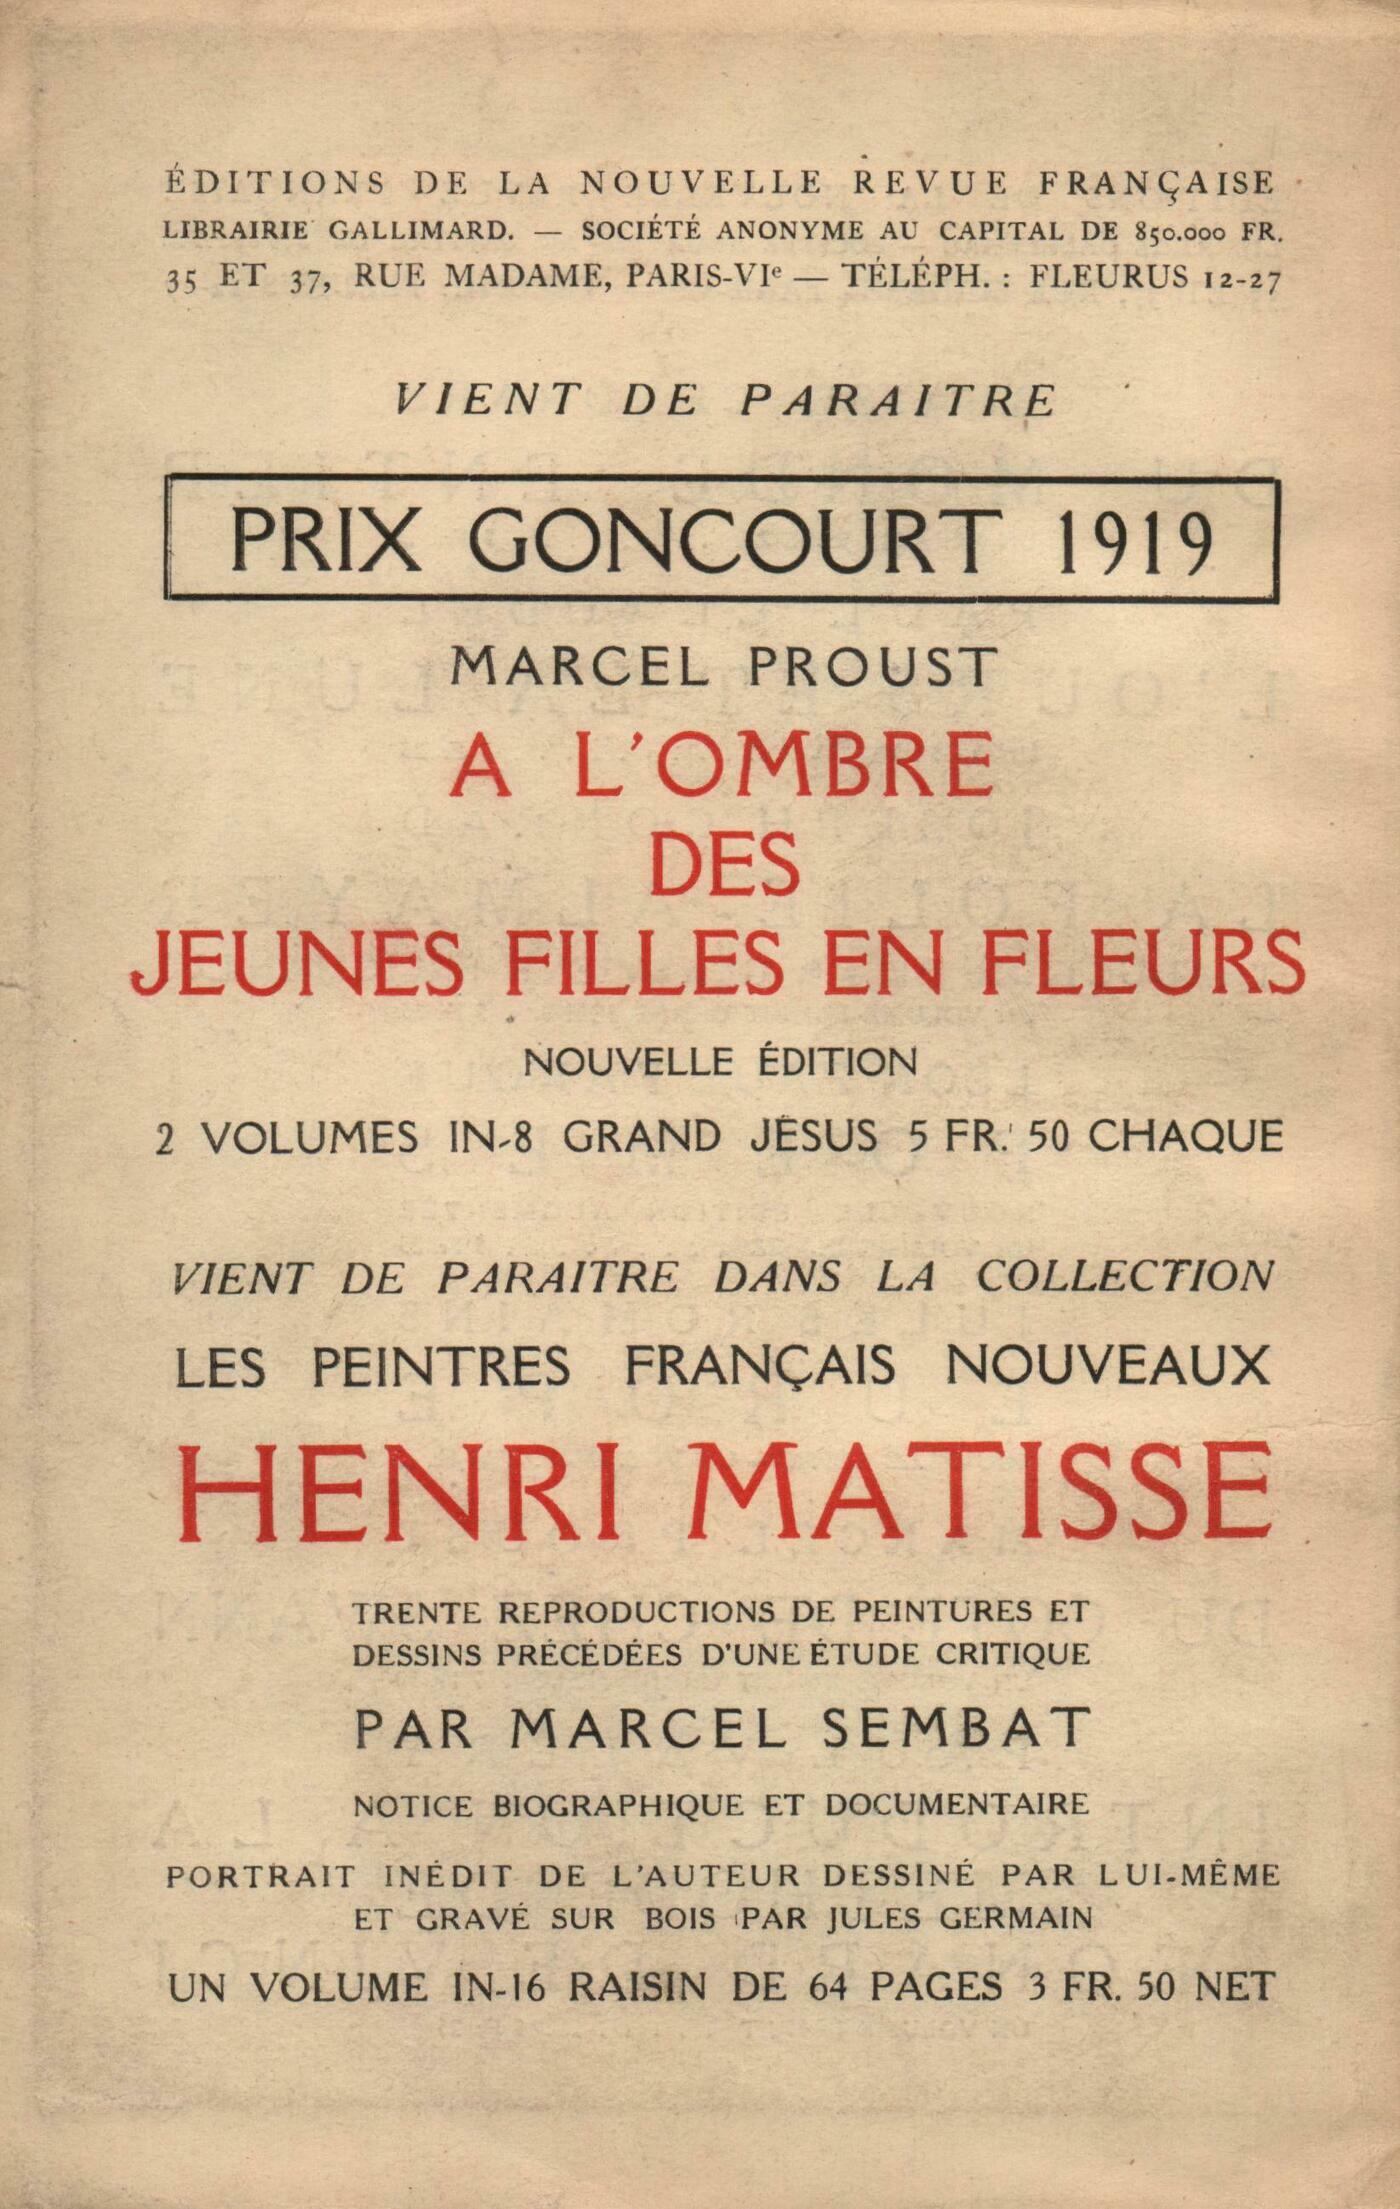 ÉDITIONS DE LA NOUVELLE REVUE FRANÇAISE
LIBRAIRIE GALLIMARD. — SOCIÉTÉ ANONYME AU CAPITAL DE 850.000 FR.
35 ET 37, RUE MADAME, PARIS-VIe — TÉLÉPH. : FLEURUS 12-27
VIENT DE PARAITRE
PRIX GONCOURT 1919
MARCEL PROUST
A L'OMBRE
DES
JEUNES FILLES EN FLEURS
NOUVELLE ÉDITION
2 VOLUMES IN-8 GRAND JÉSUS 5 FR. 50 CHAQUE
VIENT DE PARAITRE DANS LA COLLECTION
LES PEINTRES FRANÇAIS NOUVEAUX
HENRI MATISSE
TRENTE REPRODUCTIONS DE PEINTURES ET
DESSINS PRÉCÉDÉES D'UNE ÉTUDE CRITIQUE
PAR MARCEL SEMBAT
NOTICE BIOGRAPHIQUE ET DOCUMENTAIRE
PORTRAIT INÉDIT DE L'AUTEUR DESSINÉ PAR LUI-MÊME
ET GRAVÉ SUR BOIS PAR JULES GERMAIN
UN VOLUME IN-16 RAISIN DE 64 PAGES 3 FR. 50 NET